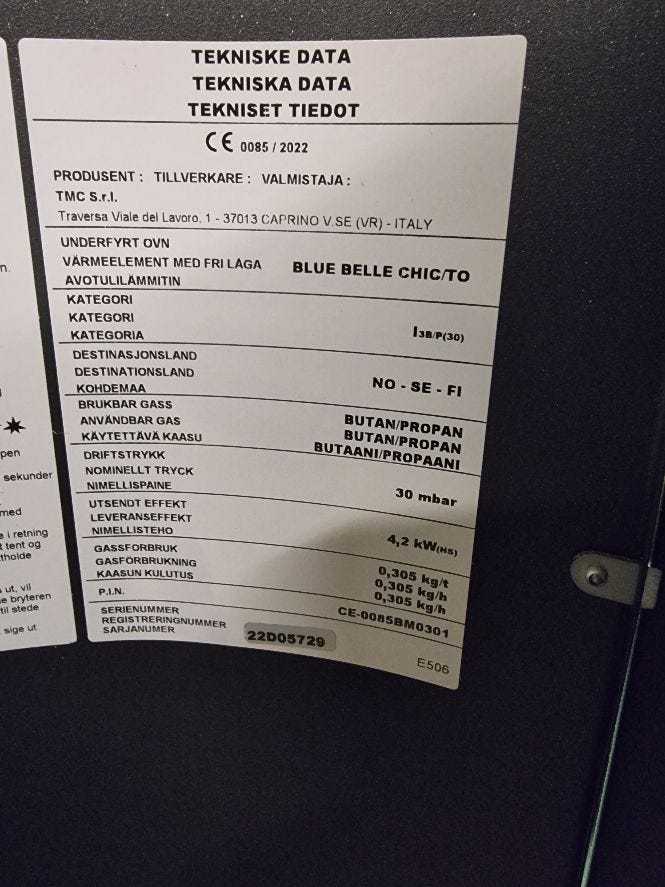 TEKNISKE DATA
TEKNISKA DATA
TEKNISET TIEDOT
CE 0085 / 2022
PRODUSENT : TILLVERKARE : VALMISTAJA :
TMC S.r.l.
Traversa Viale del Lavoro, 1 - 37013 CAPRINO V.SE (VR) - ITALY
UNDERFYRT OVN
VÄRMEELEMENT MED FRI LÅGA
AVOTULILÄMMITIN
BLUE BELLE CHIC/TO
KATEGORI
KATEGORI
KATEGORIA
I3B/P(30)
DESTINASJONSLAND
DESTINATIONSLAND
KOHDEMAA
NO - SE - FI
BRUKBAR GASS
ANVÄNDBAR GAS
KÄYTETTÄVÄ KAASU
BUTAN/PROPAN
BUTAN/PROPAN
BUTAANI/PROPAANI
DRIFTSTRYKK
NOMINELLT TRYCK
NIMELLISPAINE
30 mbar
UTSENDT EFFEKT
LEVERANSEFFEKT
NIMELLISTEHO
4,2 kW(HS)
GASSFORBRUK
GASFÖRBRUKNING
KAASUN KULUTUS
0,305 kg/t
0,305 kg/h
0,305 kg/h
P.I.N.
CE-0085BM0301
SERIENUMMER
REGISTRERINGNUMMER
SARJANUMER
22D05729
E506
n.
pen
sekunder
med
e i retning
t tent og
tholde
ut, vil
e bryteren
til stede
sige ut.